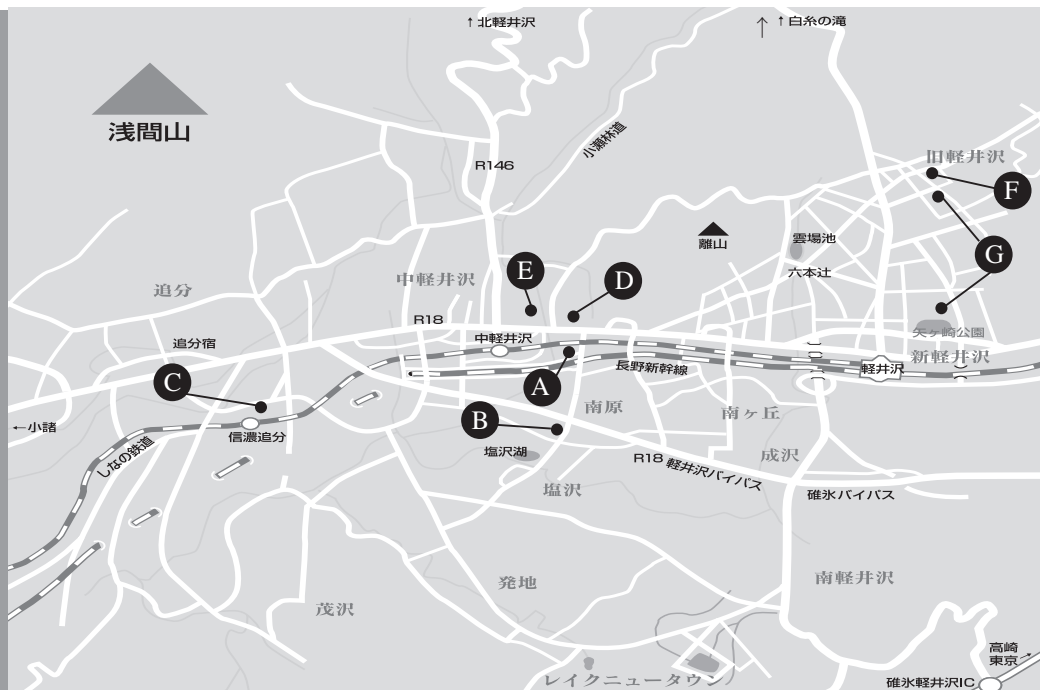 ↑北軽井沢
↑ ↑白糸の滝
浅間山
小瀬林道
R146
旧軽井沢
F
離山
雲場池
G
六本辻
追分
中軽井沢
E
D
R18
追分宿
中軽井沢
矢ヶ崎公園
新軽井沢
長野新幹線
軽井沢
A
C
南原
南ヶ丘
B
←小諸
信濃追分
しなの鉄道
塩沢湖
R18 軽井沢バイパス
成沢
塩沢
碓氷バイパス
発地
南軽井沢
茂沢
高崎
東京
レイクニュータウン
碓氷軽井沢IC